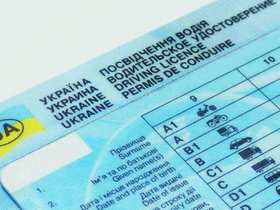 УКРАЇНА
УКРАИНА
UKRAINE
UKRAINE
ПОСВІДЧЕННЯ ВОДІЯ
ВОДИТЕЛЬСКОЕ УДОСТОВЕРЕНИЕ
DRIVING LICENCE
PERMIS DE CONDUIRE
UA
9
10
A1
A
B1
B
C1
Прізвище
Surname
Ім'я та по батькові
Given name(s)
Дата і місце народження
Date and place of birth
Дата видачі
Date of issue